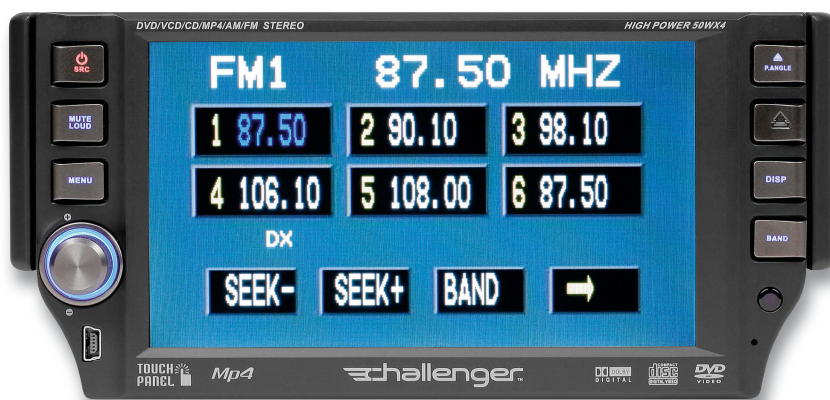 DVD/VCD/CD/MP4/AM/FM STEREO
HIGH POWER 50WX4
SRC
MUTE
LOUD
MENU
P.ANGLE
DISP
BAND
FM1 87.50 MHZ
1 87.50 2 90.10 3 98.10
4 106.10 5 108.00 6 87.50
DX
SEEK- SEEK+ BAND
TOUCH
PANEL
Mp4
challenger
DOLBY
DIGITAL
COMPACT
disc
DIGITAL VIDEO
DVD
VIDEO